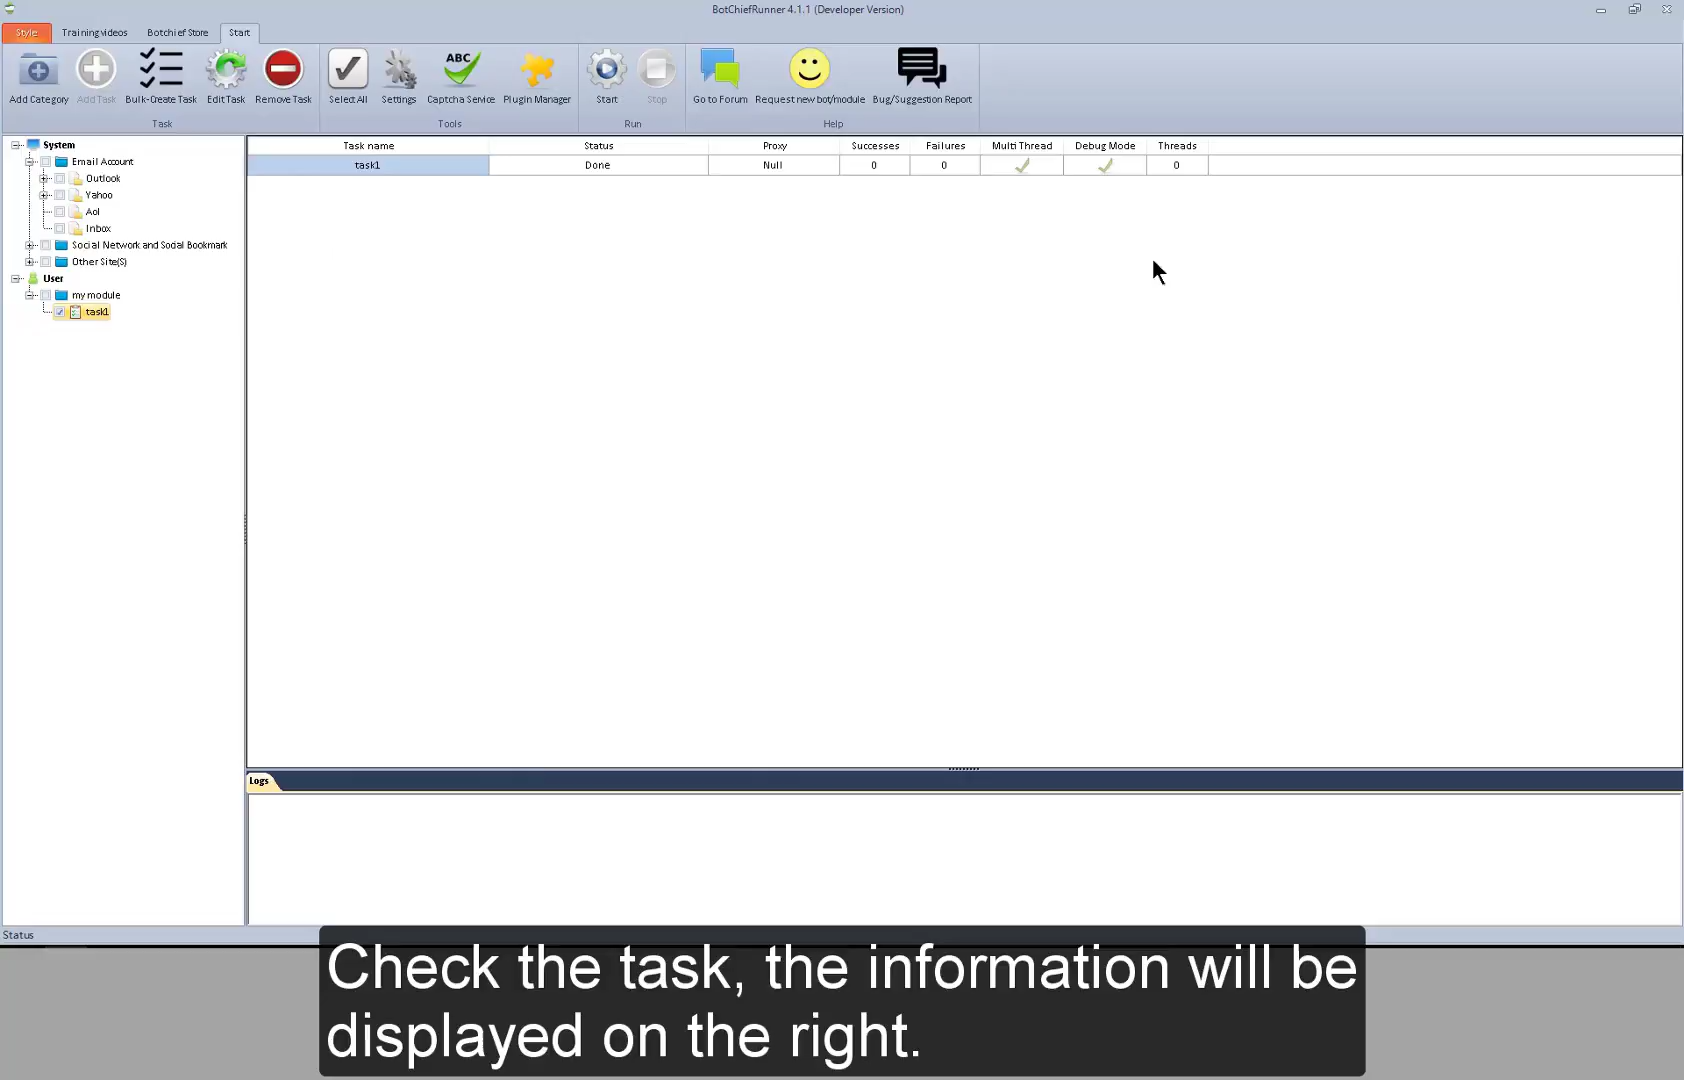 BotChiefRunner 4.1.1 (Developer Version)
Style Training videos Botchief Store Start
Add Category Add Task Bulk-Create Task Edit Task Remove Task Select All Settings ABC Captcha Service Plugin Manager Start Stop Go to Forum Request new bot/module Bug/Suggestion Report
Task Tools Run Help
System
Email Account
Outlook
Yahoo
Aol
Inbox
Social Network and Social Bookmark
Other Site(S)
User
my module
task1
Task name Status Proxy Successes Failures Multi Thread Debug Mode Threads
task1 Done Null 0 0 0
Logs
Status
Check the task, the information will be
displayed on the right.